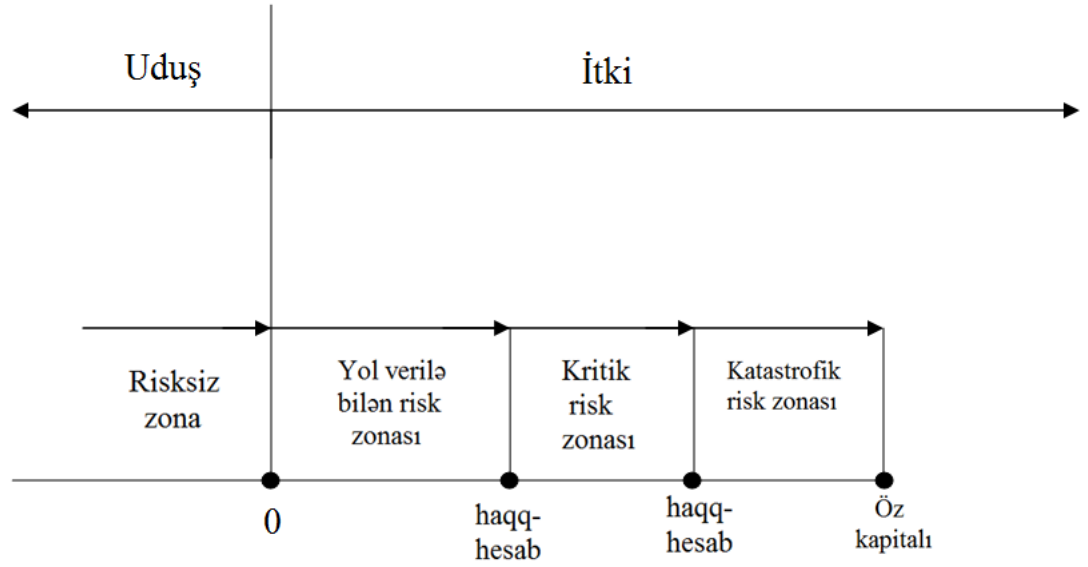 Uduş
İtki
Risksiz
zona
Yol verilə
bilən risk
zonası
Kritik
risk
zonası
Katastrofik
risk zonası
0
haqq-
hesab
haqq-
hesab
Öz
kapitalı